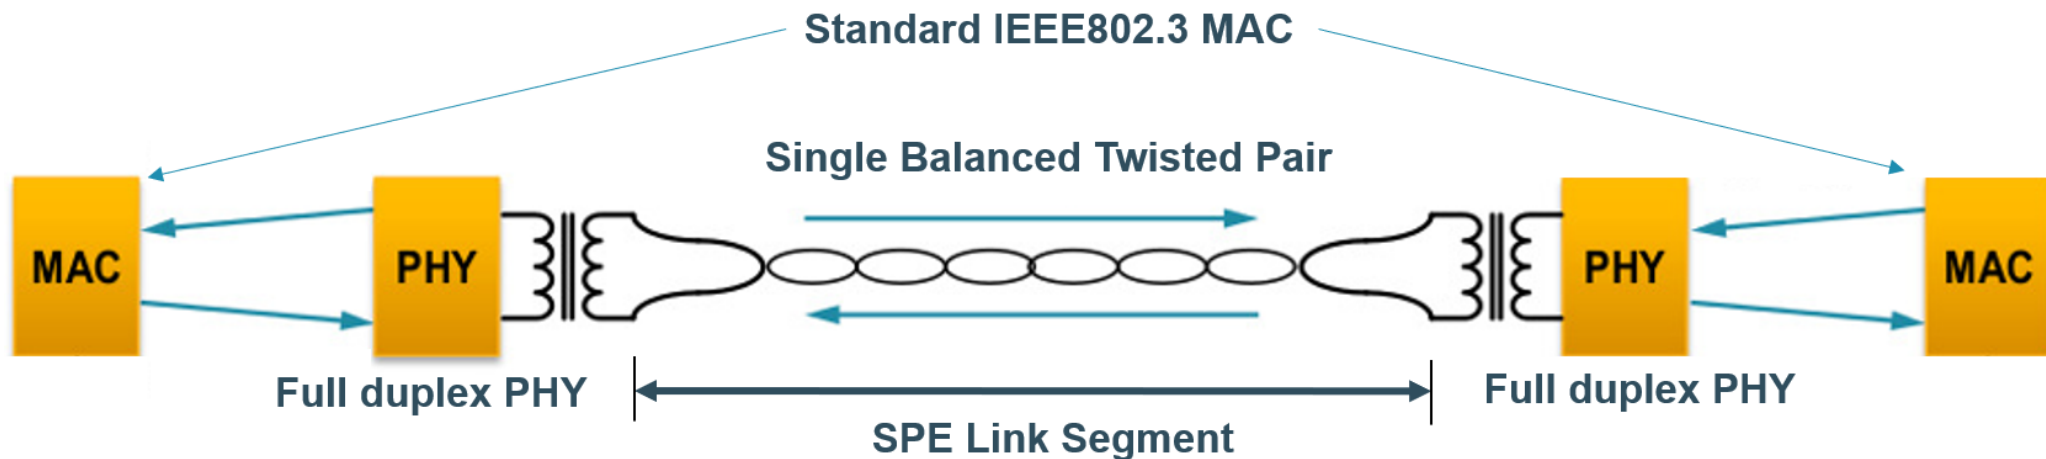 Standard IEEE802.3 MAC
Single Balanced Twisted Pair
MAC
PHY
PHY
MAC
Full duplex PHY
Full duplex PHY
SPE Link Segment